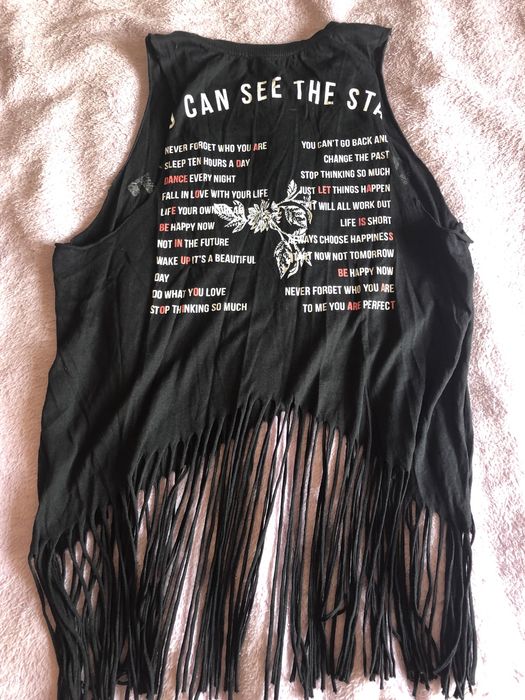 CAN SEE THE STA
NEVER FORGET WHO YOU ARE
SLEEP TEN HOURS A DAY
DANCE EVERY NIGHT
FALL IN LOVE WITH YOUR LIFE
LIFE YOUR OWN
BE HAPPY NOW
NOT IN THE FUTURE
WAKE UP IT'S A BEAUTIFUL
DAY
DO WHAT YOU LOVE
STOP THINKING SO MUCH
YOU CAN'T GO BACK AND
CHANGE THE PAST
STOP THINKING SO MUCH
JUST LET THINGS HAPPEN
IT WILL ALL WORK OUT
LIFE IS SHORT
ALWAYS CHOOSE HAPPINESS
START NOW NOT TOMORROW
BE HAPPY NOW
NEVER FORGET WHO YOU ARE
TO ME YOU ARE PERFECT